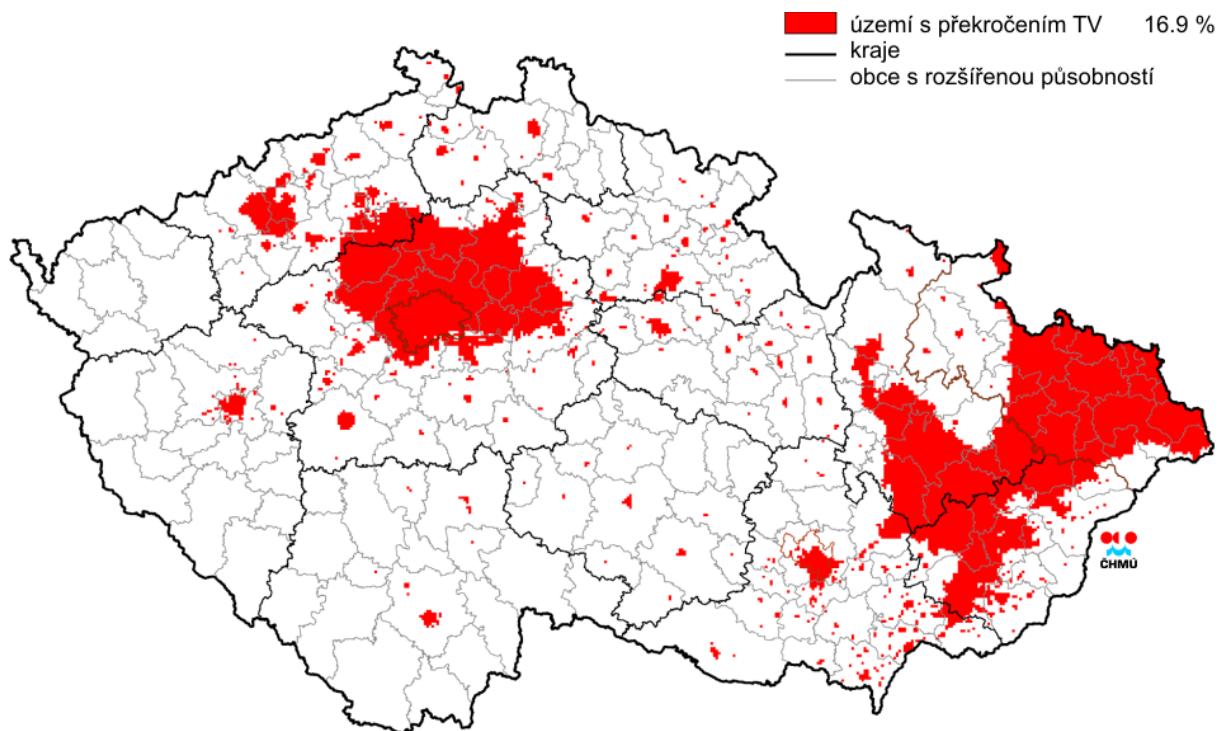 území s překročením TV 16.9 %
kraje
obce s rozšířenou působností
ČHMÚ